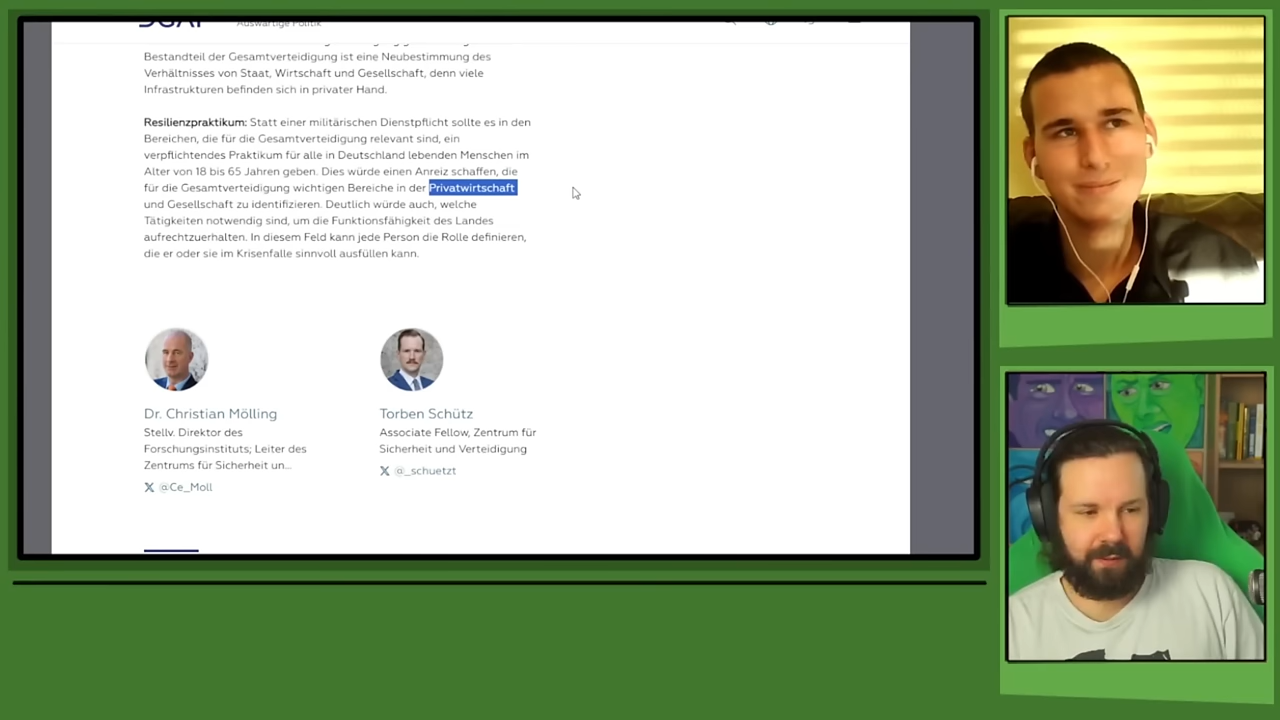 Auswärtige Politik
Bestandteil der Gesamtverteidigung ist eine Neubestimmung des
Verhältnisses von Staat, Wirtschaft und Gesellschaft, denn viele
Infrastrukturen befinden sich in privater Hand.
Resilienzpraktikum: Statt einer militärischen Dienstpflicht sollte es in den
Bereichen, die für die Gesamtverteidigung relevant sind, ein
verpflichtendes Praktikum für alle in Deutschland lebenden Menschen im
Alter von 18 bis 65 Jahren geben. Dies würde einen Anreiz schaffen, die
für die Gesamtverteidigung wichtigen Bereiche in der Privatwirtschaft
und Gesellschaft zu identifizieren. Deutlich würde auch, welche
Tätigkeiten notwendig sind, um die Funktionsfähigkeit des Landes
aufrechtzuerhalten. In diesem Feld kann jede Person die Rolle definieren,
die er oder sie im Krisenfalle sinnvoll ausfüllen kann.
Dr. Christian Mölling
Stellv. Direktor des
Forschungsinstituts; Leiter des
Zentrums für Sicherheit un...
@Ce_Moll
Torben Schütz
Associate Fellow, Zentrum für
Sicherheit und Verteidigung
@_schuetzt